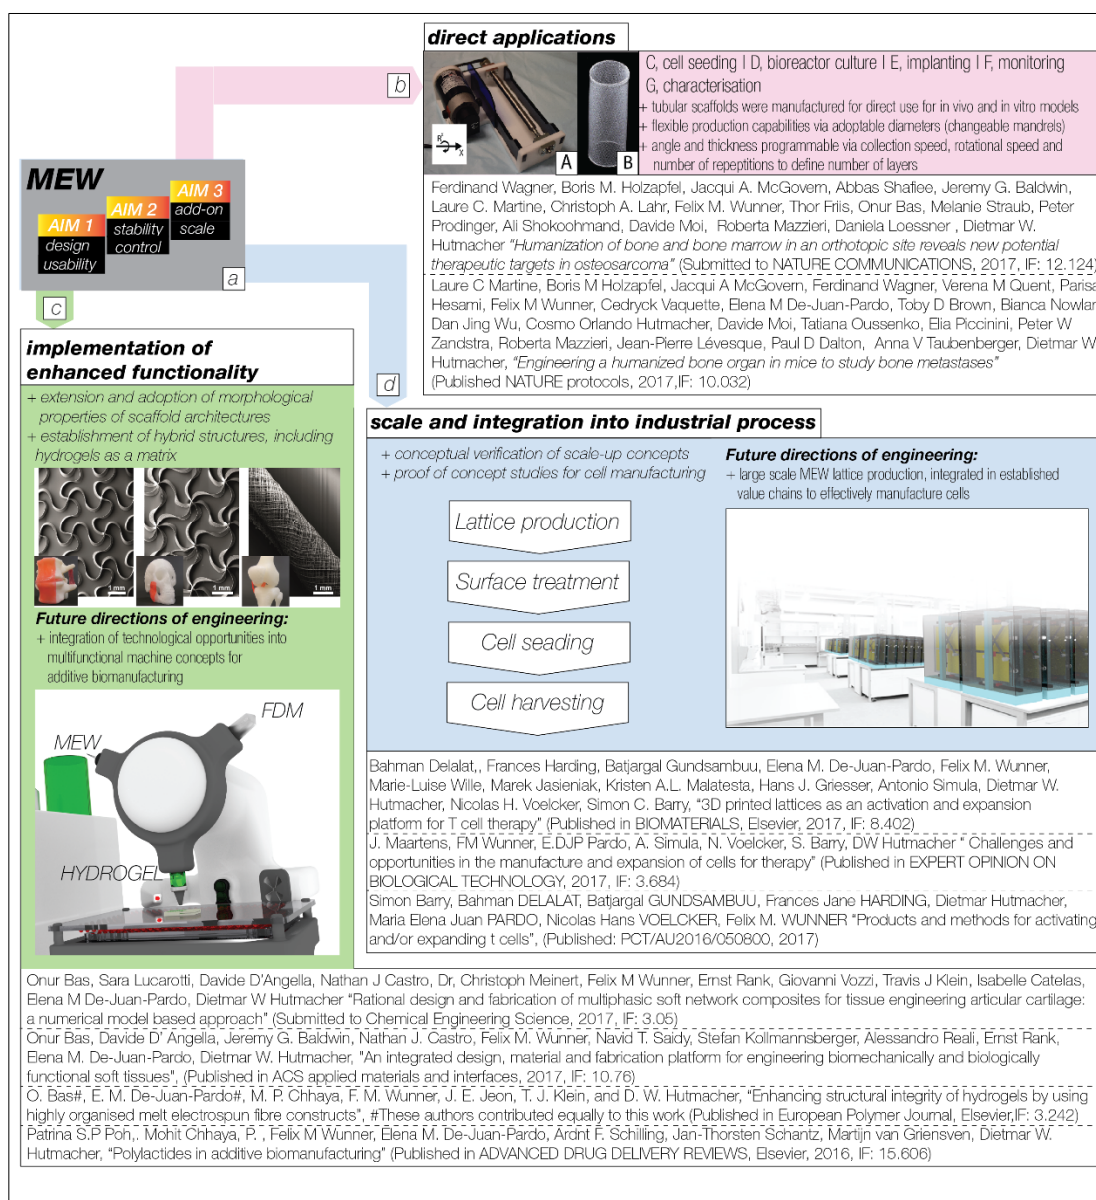 direct applications
b
C, cell seeding I D, bioreactor culture I E, implanting I F, monitoring
G, characterisation
+ tubular scaffolds were manufactured for direct use for in vivo and in vitro models
+ flexible production capabilities via adoptable diameters (changeable mandrels)
+ angle and thickness programmable via collection speed, rotational speed and
number of repeptitions to define number of layers
A
B
MEW
AIM 1
design
usability
AIM 2
stability
control
AIM 3
add-on
scale
a
Ferdinand Wagner, Boris M. Holzapfel, Jacqui A. McGovern, Abbas Shafiee, Jeremy G. Baldwin,
Laure C. Martine, Christoph A. Lahr, Felix M. Wunner, Thor Friis, Onur Bas, Melanie Straub, Peter
Prodinger, Ali Shokoohmand, Davide Moi, Roberta Mazzieri, Daniela Loessner , Dietmar W.
Hutmacher “Humanization of bone and bone marrow in an orthotopic site reveals new potential
therapeutic targets in osteosarcoma” (Submitted to NATURE COMMUNICATIONS, 2017, IF: 12.124)
Laure C Martine, Boris M Holzapfel, Jacqui A McGovern, Ferdinand Wagner, Verena M Quent, Parisa
Hesami, Felix M Wunner, Cedryck Vaquette, Elena M De-Juan-Pardo, Toby D Brown, Bianca Nowlan
Dan Jing Wu, Cosmo Orlando Hutmacher, Davide Moi, Tatiana Oussenko, Elia Piccinini, Peter W
Zandstra, Roberta Mazzieri, Jean-Pierre Lévesque, Paul D Dalton, Anna V Taubenberger, Dietmar W
Hutmacher, “Engineering a humanized bone organ in mice to study bone metastases”
(Published NATURE protocols, 2017,IF: 10.032)
c
implementation of
enhanced functionality
+ extension and adoption of morphological
properties of scaffold architectures
+ establishment of hybrid structures, including
hydrogels as a matrix
1 mm
1 mm
1 mm
Future directions of engineering:
+ integration of technological opportunities into
multifunctional machine concepts for
additive biomanufacturing
FDM
MEW
HYDROGEL
d
scale and integration into industrial process
+ conceptual verification of scale-up concepts
+ proof of concept studies for cell manufacturing
Lattice production
Surface treatment
Cell seading
Cell harvesting
Future directions of engineering:
+ large scale MEW lattice production, integrated in established
value chains to effectively manufacture cells
Bahman Delalat,, Frances Harding, Batjargal Gundsambuu, Elena M. De-Juan-Pardo, Felix M. Wunner,
Marie-Luise Wille, Marek Jasieniak, Kristen A.L. Malatesta, Hans J. Griesser, Antonio Simula, Dietmar W.
Hutmacher, Nicolas H. Voelcker, Simon C. Barry, “3D printed lattices as an activation and expansion
platform for T cell therapy” (Published in BIOMATERIALS, Elsevier, 2017, IF: 8.402)
J. Maartens, FM Wunner, E.DJP Pardo, A. Simula, N. Voelcker, S. Barry, DW Hutmacher “ Challenges and
opportunities in the manufacture and expansion of cells for therapy” (Published in EXPERT OPINION ON
BIOLOGICAL TECHNOLOGY, 2017, IF: 3.684)
Simon Barry, Bahman DELALAT, Batjargal GUNDSAMBUU, Frances Jane HARDING, Dietmar Hutmacher,
Maria Elena Juan PARDO, Nicolas Hans VOELCKER, Felix M. WUNNER “Products and methods for activating
and/or expanding t cells”, (Published: PCT/AU2016/050800, 2017)
Onur Bas, Sara Lucarotti, Davide D’Angella, Nathan J Castro, Dr, Christoph Meinert, Felix M Wunner, Ernst Rank, Giovanni Vozzi, Travis J Klein, Isabelle Catelas,
Elena M De-Juan-Pardo, Dietmar W Hutmacher “Rational design and fabrication of multiphasic soft network composites for tissue engineering articular cartilage:
a numerical model based approach” (Submitted to Chemical Engineering Science, 2017, IF: 3.05)
Onur Bas, Davide D’ Angella, Jeremy G. Baldwin, Nathan J. Castro, Felix M. Wunner, Navid T. Saidy, Stefan Kollmannsberger, Alessandro Reali, Ernst Rank,
Elena M. De-Juan-Pardo, Dietmar W. Hutmacher, "An integrated design, material and fabrication platform for engineering biomechanically and biologically
functional soft tissues", (Published in ACS applied materials and interfaces, 2017, IF: 10.76)
O. Bas#, E. M. De-Juan-Pardo#, M. P. Chhaya, F. M. Wunner, J. E. Jeon, T. J. Klein, and D. W. Hutmacher, “Enhancing structural integrity of hydrogels by using
highly organised melt electrospun fibre constructs”, #These authors contributed equally to this work (Published in European Polymer Journal, Elsevier,IF: 3.242)
Patrina S.P Poh,. Mohit Chhaya, P. , Felix M Wunner, Elena M. De-Juan-Pardo, Ardnt F. Schilling, Jan-Thorsten Schantz, Martijn van Griensven, Dietmar W.
Hutmacher, “Polylactides in additive biomanufacturing” (Published in ADVANCED DRUG DELIVERY REVIEWS, Elsevier, 2016, IF: 15.606)